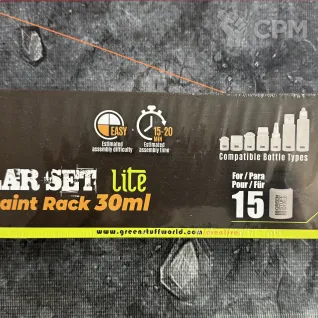 CPM
EASY
Estimated
assembly difficulty
15-20
MIN
Estimated
assembly time
Compatible Bottle Types
AR SET Lite
aint Rack 30ml
For / Para
Pour / Für
15
www.greenstuffworld.com